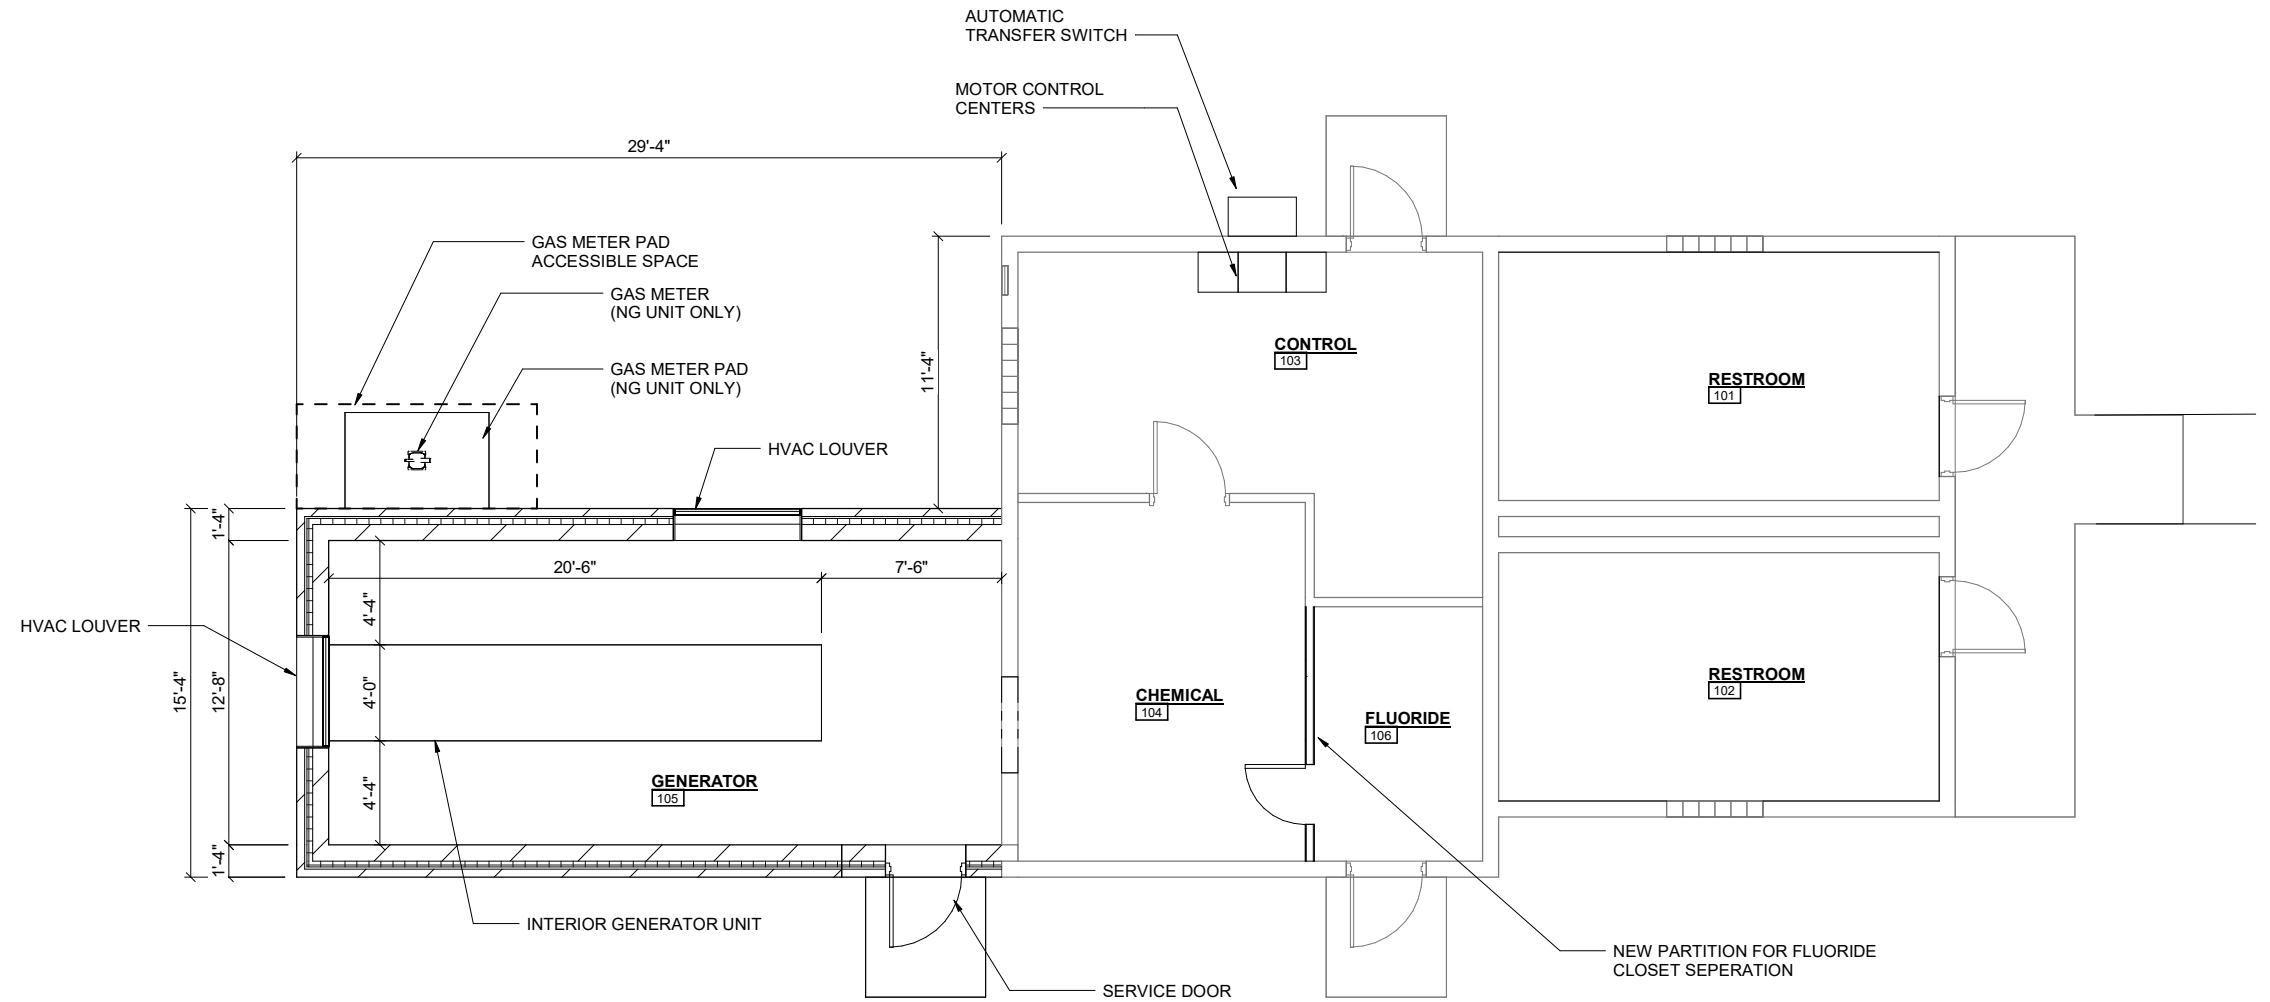 AUTOMATIC
TRANSFER SWITCH
MOTOR CONTROL
CENTERS
29'-4"
GAS METER PAD
ACCESSIBLE SPACE
GAS METER
(NG UNIT ONLY)
GAS METER PAD
(NG UNIT ONLY)
11'-4"
CONTROL
103
RESTROOM
101
HVAC LOUVER
1'-4"
20'-6"
7'-6"
4'-4"
HVAC LOUVER
15'-4"
12'-8"
4'-0"
CHEMICAL
104
FLUORIDE
106
RESTROOM
102
GENERATOR
105
4'-4"
1'-4"
INTERIOR GENERATOR UNIT
NEW PARTITION FOR FLUORIDE
CLOSET SEPERATION
SERVICE DOOR